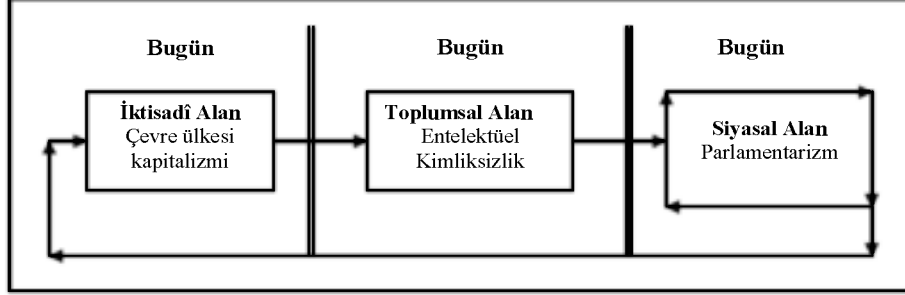 Bugün
Bugün
Bugün
İktisadî Alan
Çevre ülkesi
kapitalizmi
Toplumsal Alan
Entelektüel
Kimliksizlik
Siyasal Alan
Parlamentarizm